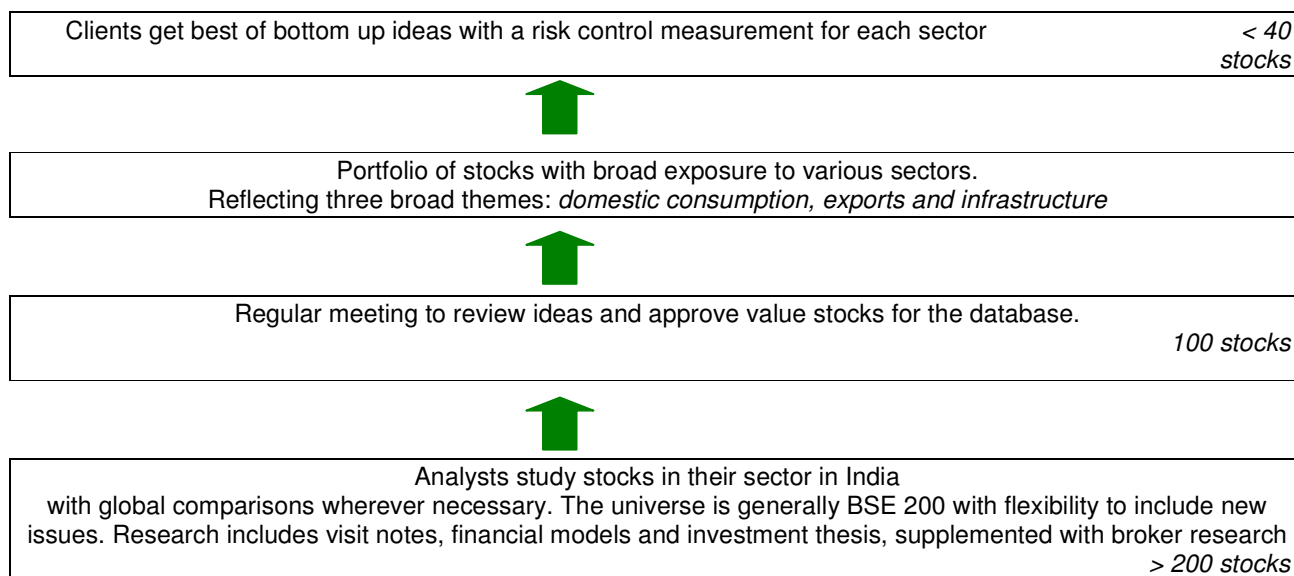 Clients get best of bottom up ideas with a risk control measurement for each sector < 40
stocks
Portfolio of stocks with broad exposure to various sectors.
Reflecting three broad themes: domestic consumption, exports and infrastructure
Regular meeting to review ideas and approve value stocks for the database.
100 stocks
Analysts study stocks in their sector in India
with global comparisons wherever necessary. The universe is generally BSE 200 with flexibility to include new
issues. Research includes visit notes, financial models and investment thesis, supplemented with broker research
> 200 stocks